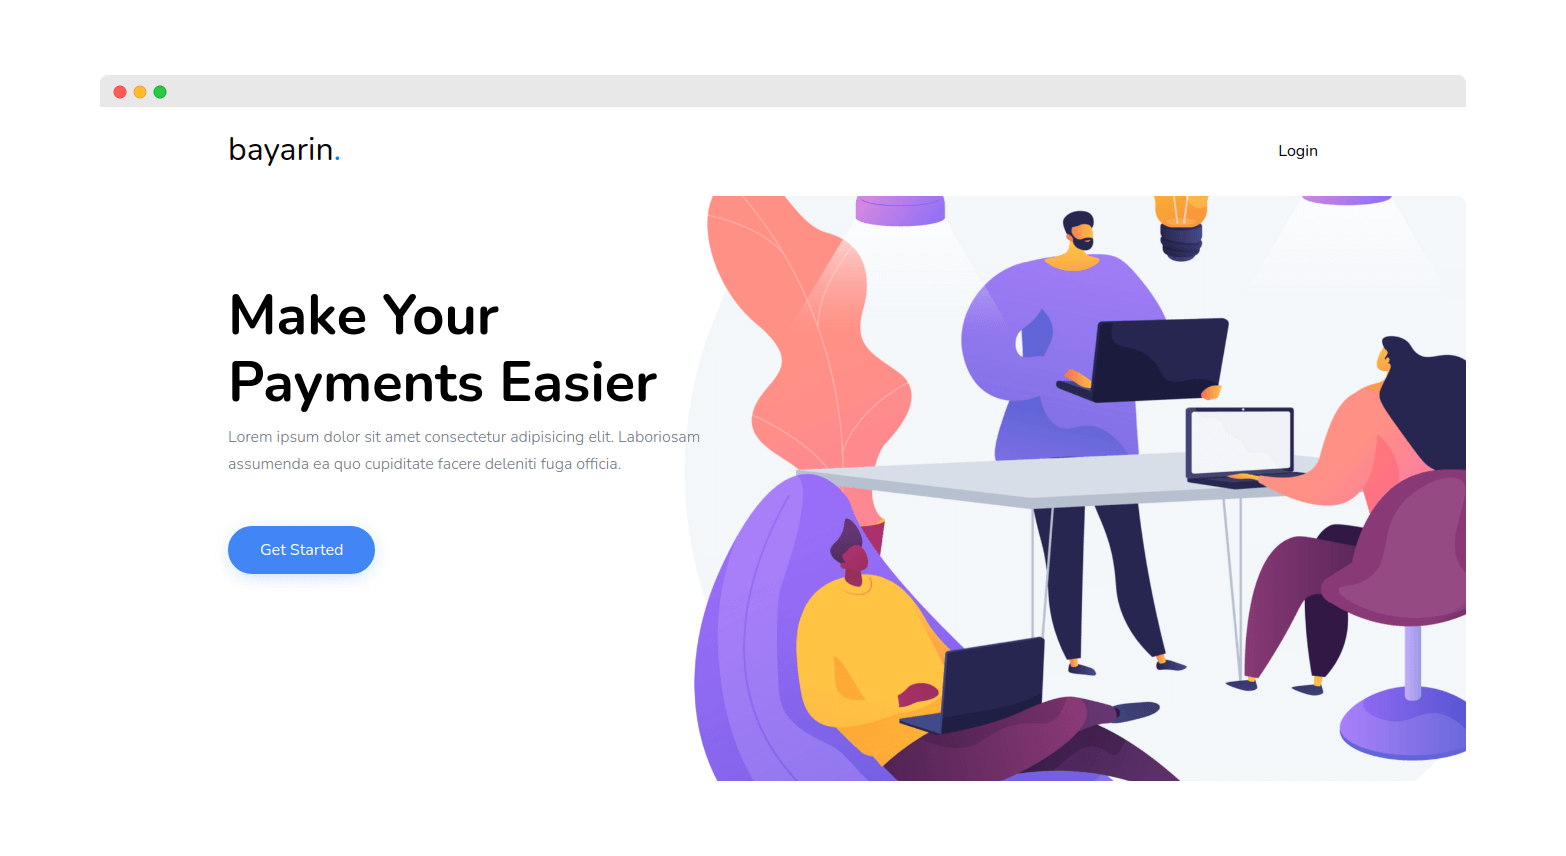 bayarin.
Login
Make Your
Payments Easier
Lorem ipsum dolor sit amet consectetur adipisicing elit. Laboriosam
assumenda ea quo cupiditate facere deleniti fuga officia.
Get Started